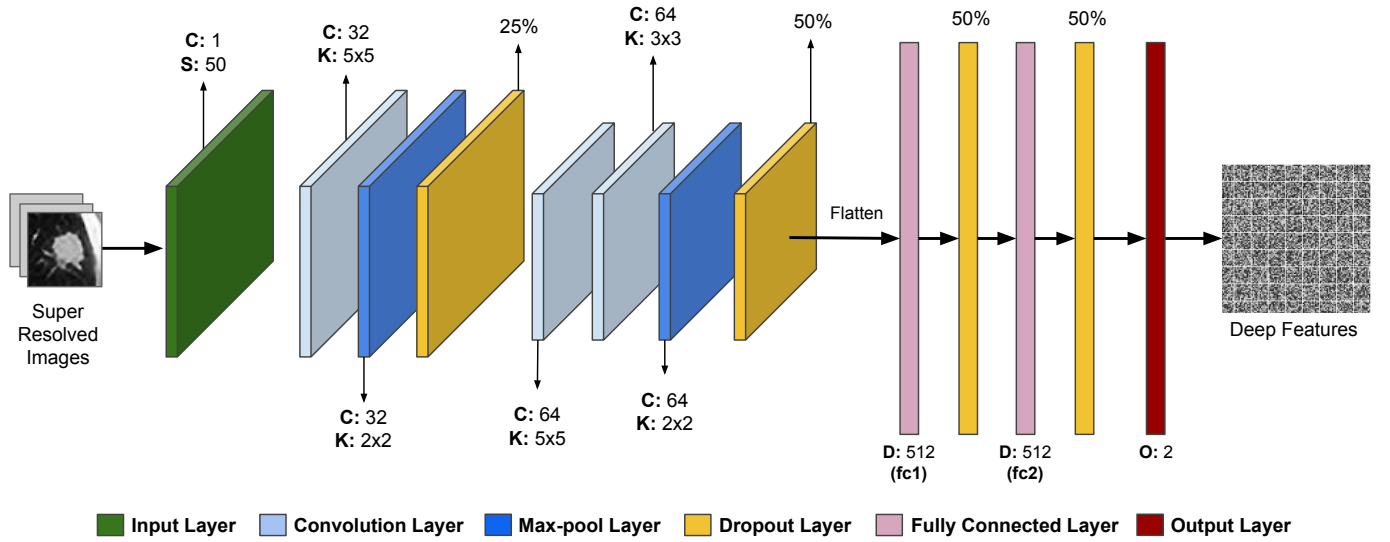 C: 1
S: 50
C: 32
K: 5x5
25%
C: 64
K: 3x3
50%
50%
50%
Super
Resolved
Images
Flatten
Deep Features
C: 32
K: 2x2
C: 64
K: 5x5
C: 64
K: 2x2
D: 512
(fc1)
D: 512
(fc2)
O: 2
Input Layer
Convolution Layer
Max-pool Layer
Dropout Layer
Fully Connected Layer
Output Layer